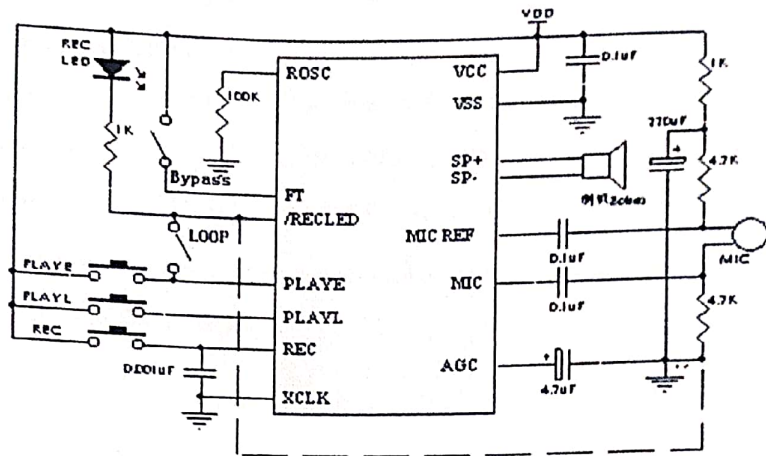 VDD
REC
LED
ROSC
VCC
0.1uF
1K
100K
VSS
1K
220uF
SP+
SP-
4.7K
Bypass
FT
/RECLED
LOOP
MIC REF
0.1uF
MIC
PLAYE
PLAYE
MIC
0.1uF
4.7K
PLAYL
PLAYL
REC
REC
AGC
0.001uF
4.7uF
XCLK